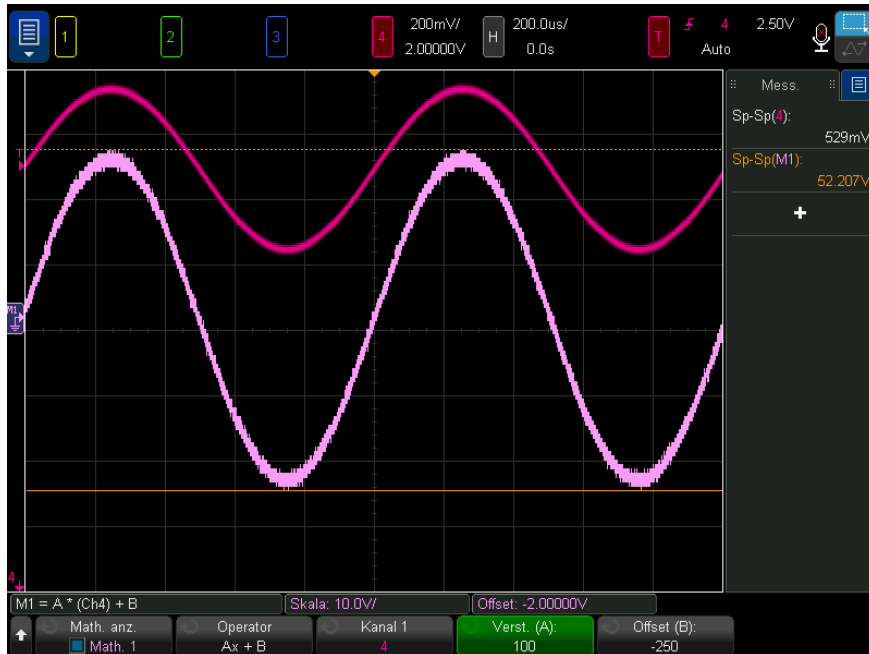 1 2 3 4 200mV/ H 200.0us/ T 4 2.50V
2.00000V 0.0s Auto
Mess.
Sp-Sp(4):
529mV
Sp-Sp(M1):
52.207V
+
T
M1
4
M1 = A * (Ch4) + B Skala: 10.0V/ Offset: -2.00000V
Math. anz. Operator Kanal 1 Verst. (A): Offset (B):
Math. 1 Ax + B 4 100 -250